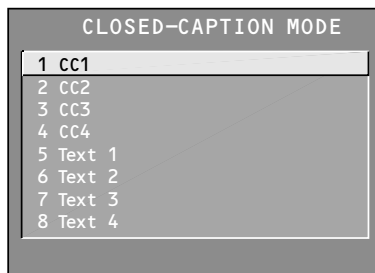 CLOSED-CAPTION MODE
1 CC1
2 CC2
3 CC3
4 CC4
5 Text 1
6 Text 2
7 Text 3
8 Text 4